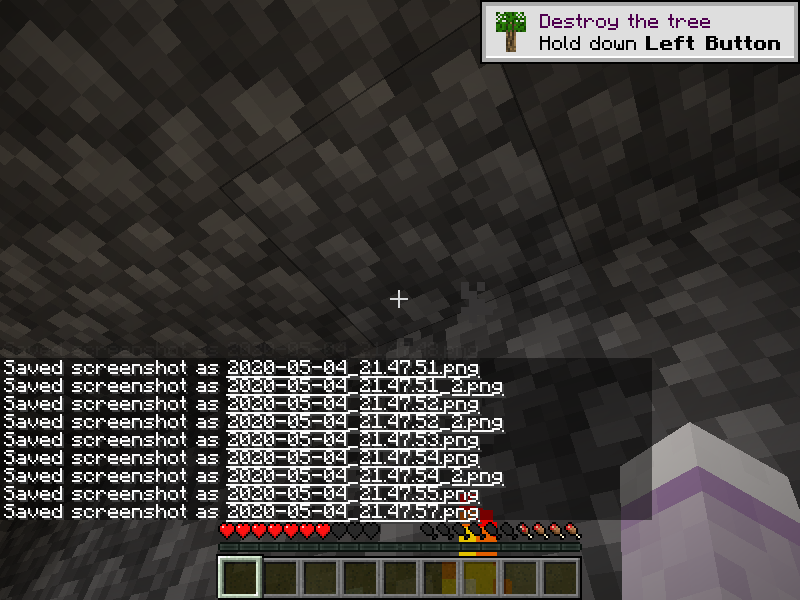 Destroy the tree
Hold down Left Button
Saved screenshot as 2020-05-04_21.47.51.png
Saved screenshot as 2020-05-04_21.47.51_2.png
Saved screenshot as 2020-05-04_21.47.52.png
Saved screenshot as 2020-05-04_21.47.52_2.png
Saved screenshot as 2020-05-04_21.47.53.png
Saved screenshot as 2020-05-04_21.47.54.png
Saved screenshot as 2020-05-04_21.47.54_2.png
Saved screenshot as 2020-05-04_21.47.55.png
Saved screenshot as 2020-05-04_21.47.57.png